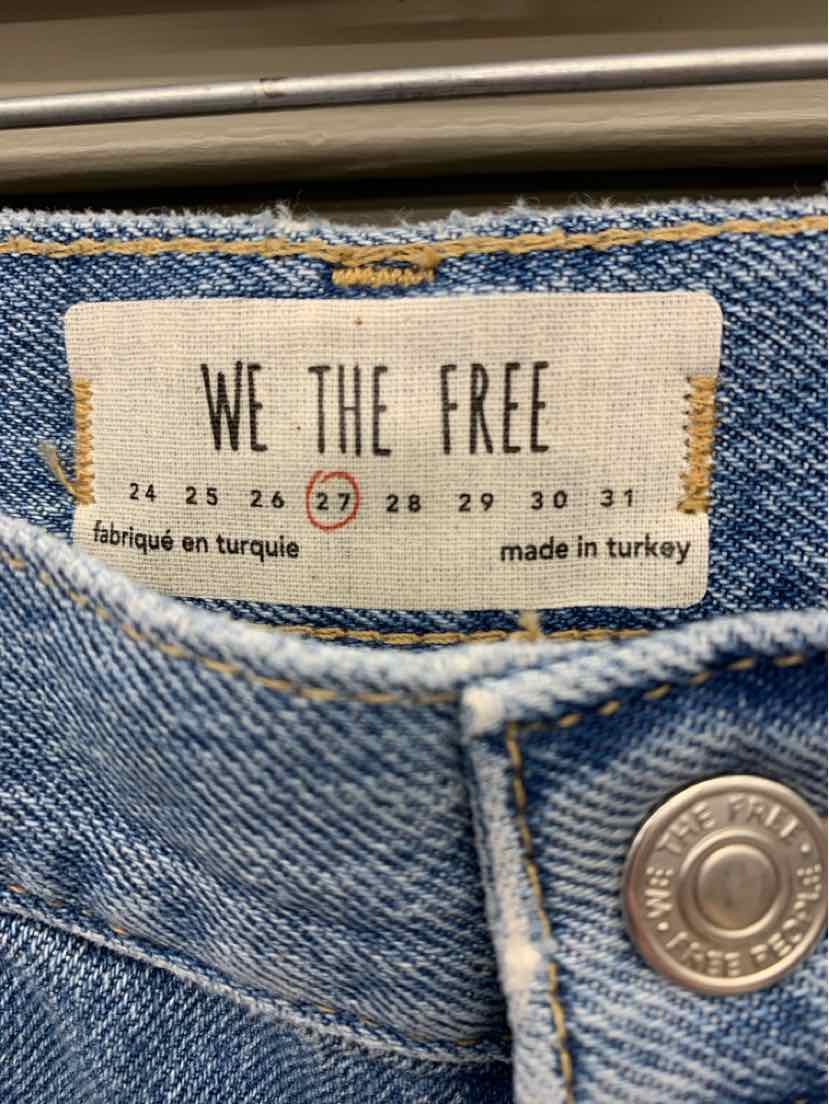 WE THE FREE
24 25 26 27 28 29 30 31
fabriqué en turquie
made in turkey
WE THE FREE
FREE PEOPLE